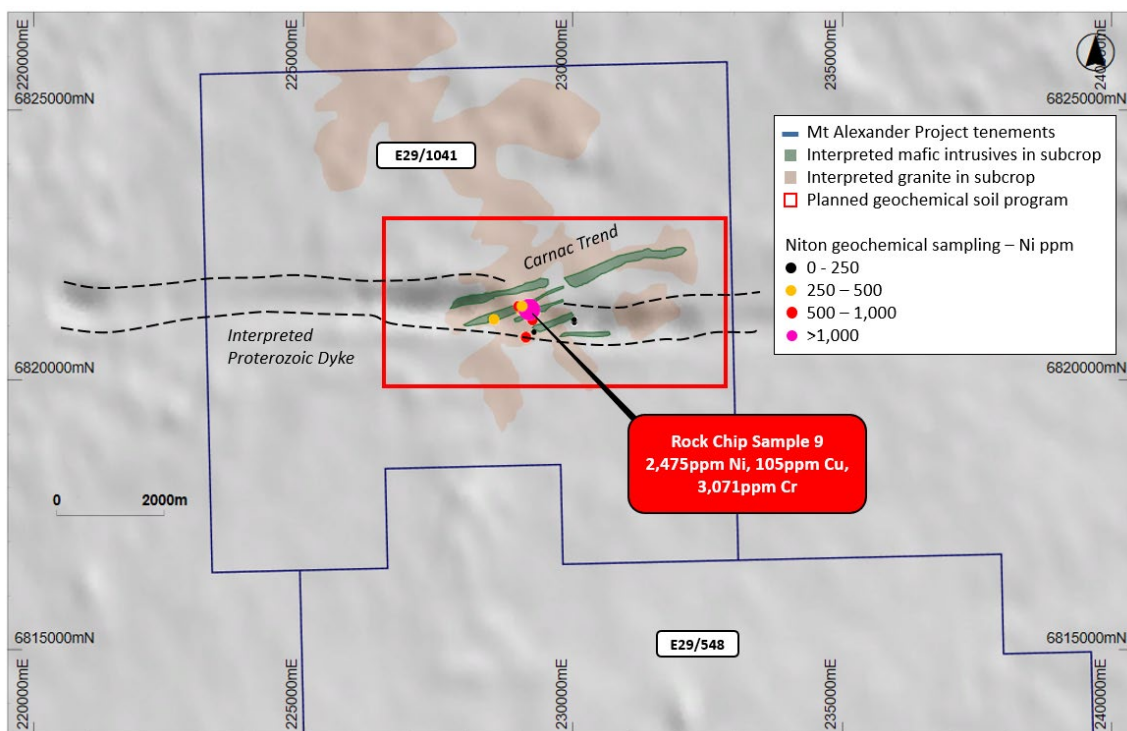 220000mE
225000mE
230000mE
235000mE
240000mE
6825000mN
6825000mN
E29/1041
Mt Alexander Project tenements
Interpreted mafic intrusives in subcrop
Interpreted granite in subcrop
Planned geochemical soil program
Niton geochemical sampling – Ni ppm
0 - 250
250 – 500
500 – 1,000
>1,000
Carnac Trend
Interpreted
Proterozoic Dyke
6820000mN
6820000mN
Rock Chip Sample 9
2,475ppm Ni, 105ppm Cu,
3,071ppm Cr
0 2000m
6815000mN
6815000mN
E29/548
220000mE
225000mE
230000mE
235000mE
240000mE